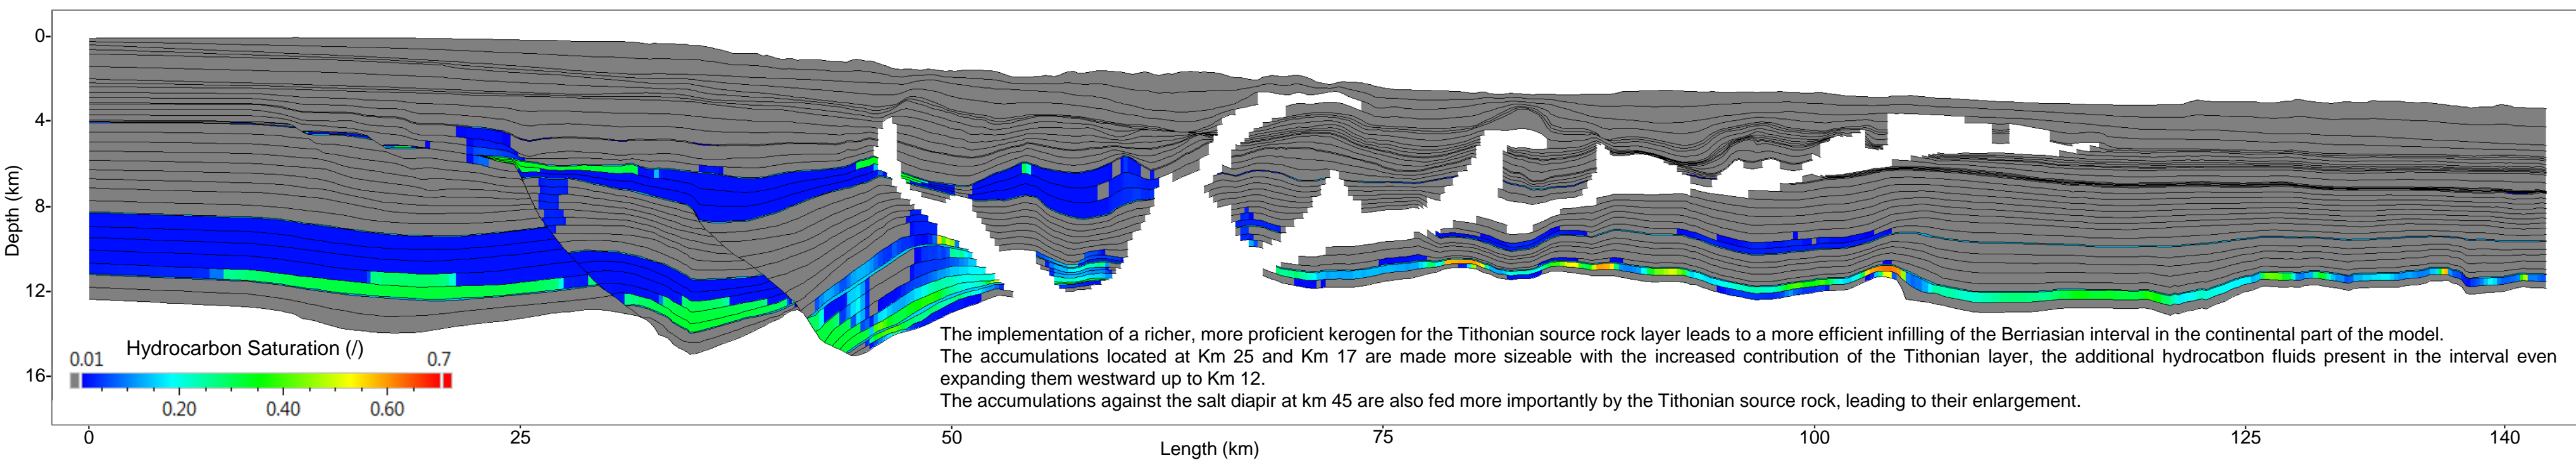 0-
4-
8-
12-
16-
Depth (km)
The implementation of a richer, more proficient kerogen for the Tithonian source rock layer leads to a more efficient infilling of the Berriasian interval in the continental part of the model.
The accumulations located at Km 25 and Km 17 are made more sizeable with the increased contribution of the Tithonian layer, the additional hydrocatbon fluids present in the interval even
expanding them westward up to Km 12.
The accumulations against the salt diapir at km 45 are also fed more importantly by the Tithonian source rock, leading to their enlargement.
Hydrocarbon Saturation (/)
0.01 0.7
0.20 0.40 0.60
0 25 50 75 100 125 140
Length (km)